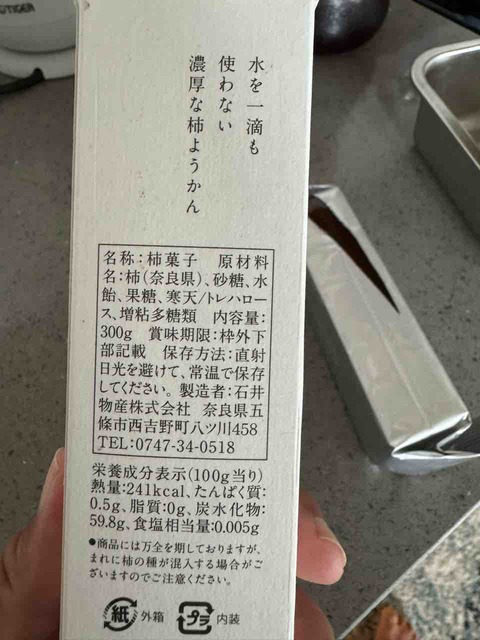 TIGER
水を一滴も
使わない
濃厚な柿ようかん
名称:柿菓子　原材料
名:柿(奈良県)、砂糖、水
飴、果糖、寒天/トレハロー
ス、増粘多糖類　内容量:
300g　賞味期限:枠外下
部記載　保存方法:直射
日光を避けて、常温で保存
してください。製造者:石井
物産株式会社　奈良県五
條市西吉野町八ツ川458
TEL:0747-34-0518
栄養成分表示(100g当り)
熱量:241kcal、たんぱく質:
0.5g、脂質:0g、炭水化物:
59.8g、食塩相当量:0.005g
●商品には万全を期しておりますが、
まれに柿の種が混入する場合がご
ざいますのでご注意ください。
紙 外箱 プラ 内装